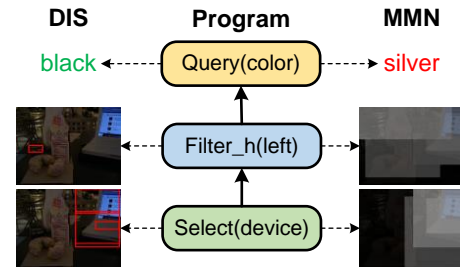 DIS Program MMN
black Query(color) silver
Filter_h(left)
Select(device)